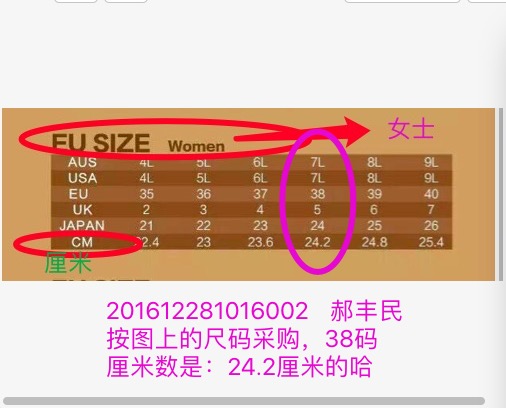 EU SIZE Women 女士
AUS 4L 5L 6L 7L 8L 9L
USA 4L 5L 6L 7L 8L 9L
EU 35 36 37 38 39 40
UK 2 3 4 5 6 7
JAPAN 21 22 23 24 25 26
CM 22.4 23 23.6 24.2 24.8 25.4
厘米
201612281016002 郝丰民
按图上的尺码采购，38码
厘米数是：24.2厘米的哈